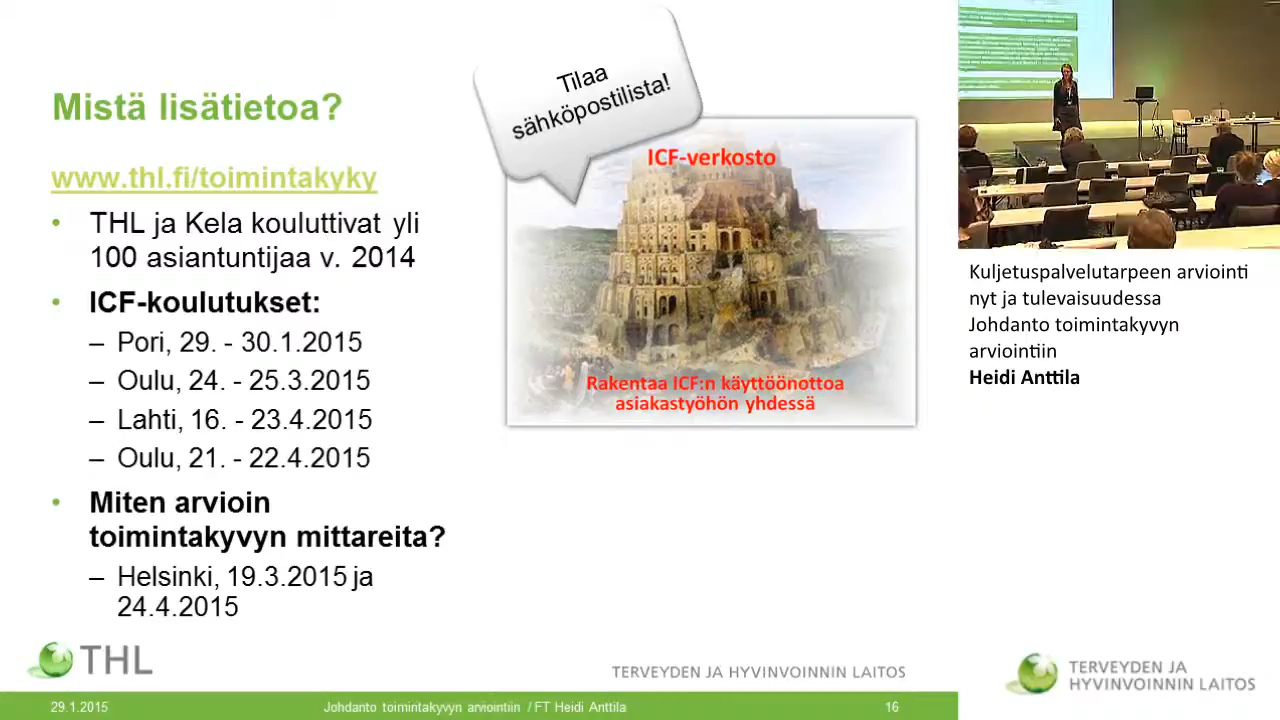 Mistä lisätietoa?
www.thl.fi/toimintakyky
• THL ja Kela kouluttivat yli
100 asiantuntijaa v. 2014
• ICF-koulutukset:
– Pori, 29. - 30.1.2015
– Oulu, 24. - 25.3.2015
– Lahti, 16. - 23.4.2015
– Oulu, 21. - 22.4.2015
• Miten arvioin
toimintakyvyn mittareita?
– Helsinki, 19.3.2015 ja
24.4.2015
Tilaa
sähköpostilista!
ICF-verkosto
Rakentaa ICF:n käyttöönottoa
asiakastyöhön yhdessä
THL
TERVEYDEN JA HYVINVOINNIN LAITOS
29.1.2015
Johdanto toimintakyvyn arviointiin / FT Heidi Anttila
16
Kuljetuspalvelutarpeen arviointi
nyt ja tulevaisuudessa
Johdanto toimintakyvyn
arviointiin
Heidi Anttila
TERVEYDEN JA
HYVINVOINNIN LAITOS